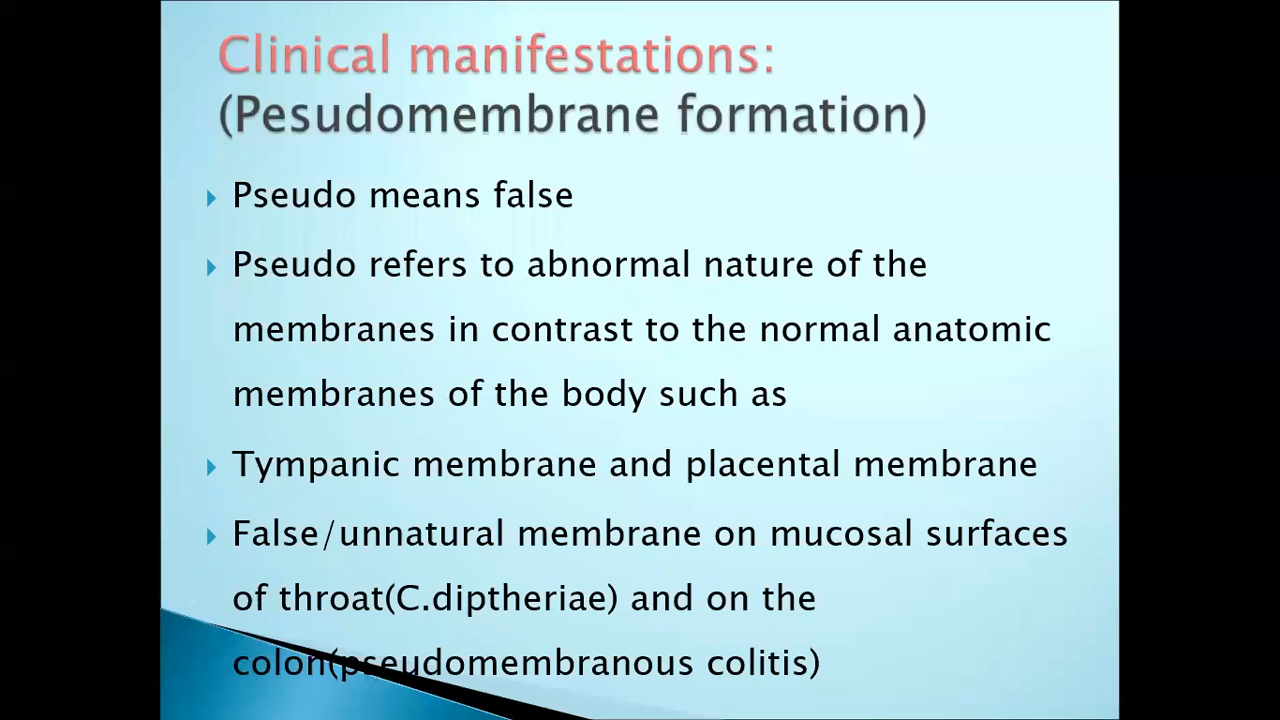 Clinical manifestations:
(Pesudomembrane formation)
Pseudo means false
Pseudo refers to abnormal nature of the
membranes in contrast to the normal anatomic
membranes of the body such as
Tympanic membrane and placental membrane
False/unnatural membrane on mucosal surfaces
of throat(C.diptheriae) and on the
colon(pseudomembranous colitis)